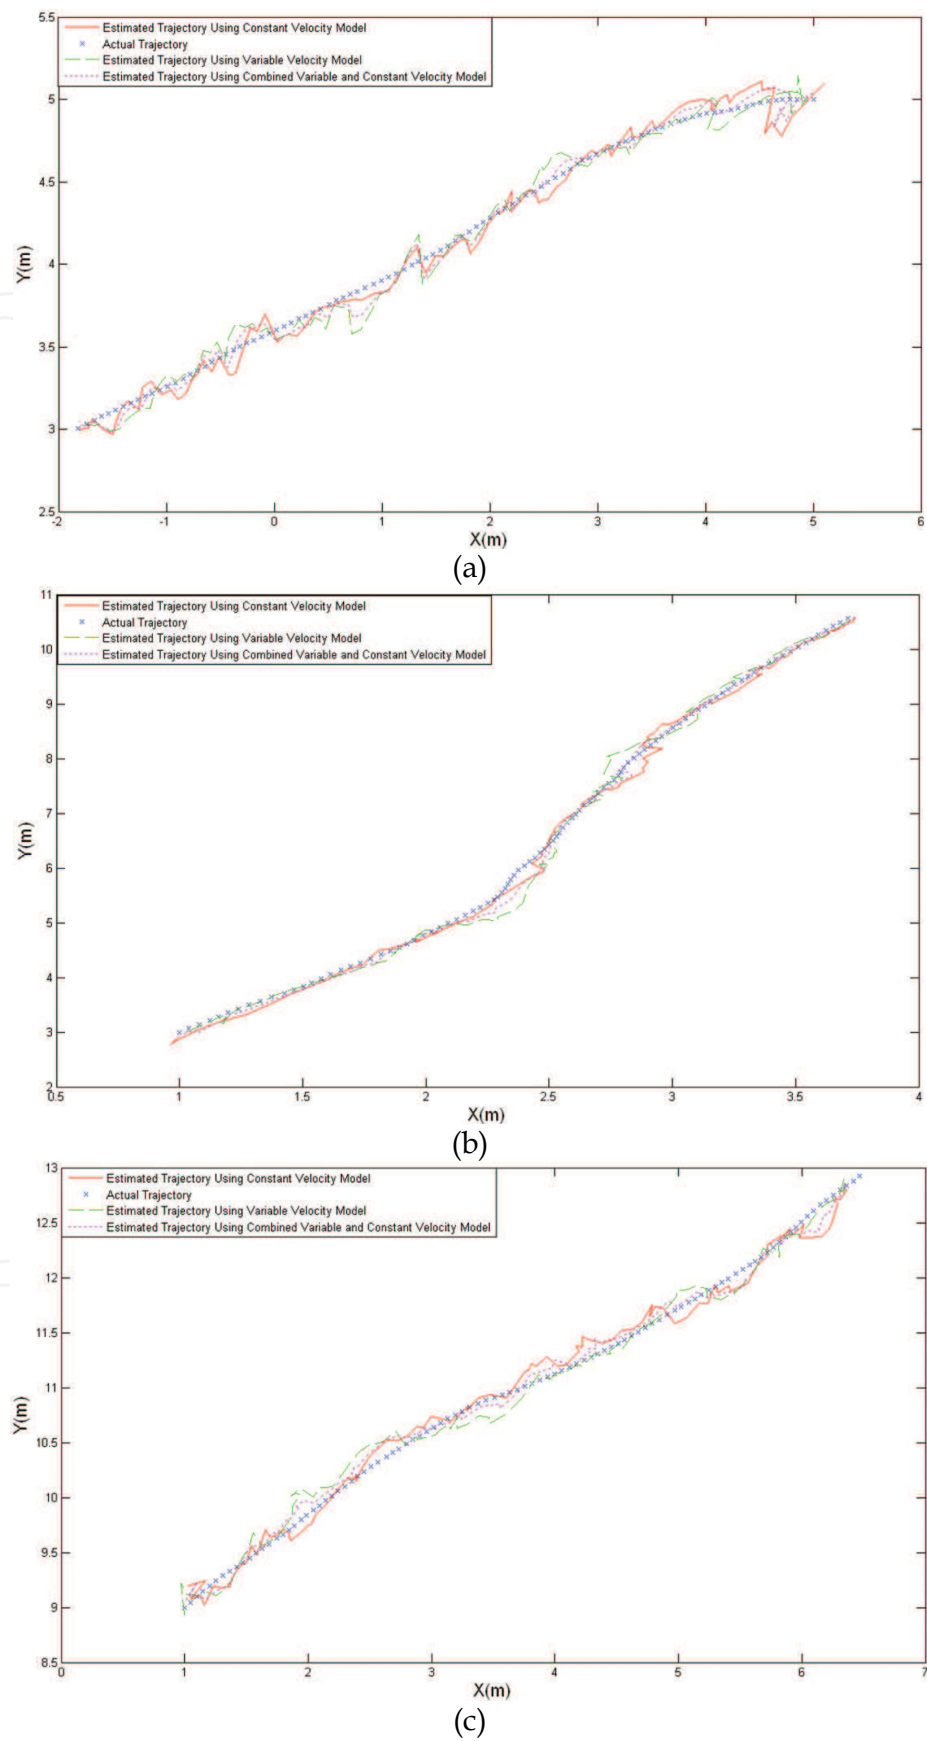 5.5
Estimated Trajectory Using Constant Velocity Model
Actual Trajectory
Estimated Trajectory Using Variable Velocity Model
Estimated Trajectory Using Combined Variable and Constant Velocity Model
5
4.5
4
3.5
3
2.5
Y(m)
-2 -1 0 1 2 3 4 5 6
X(m)
(a)
11
Estimated Trajectory Using Constant Velocity Model
Actual Trajectory
Estimated Trajectory Using Variable Velocity Model
Estimated Trajectory Using Combined Variable and Constant Velocity Model
10
9
8
7
6
5
4
3
2
Y(m)
0.5 1 1.5 2 2.5 3 3.5 4
X(m)
(b)
13
Estimated Trajectory Using Constant Velocity Model
Actual Trajectory
Estimated Trajectory Using Variable Velocity Model
Estimated Trajectory Using Combined Variable and Constant Velocity Model
12.5
12
11.5
11
10.5
10
9.5
9
8.5
Y(m)
0 1 2 3 4 5 6 7
X(m)
(c)